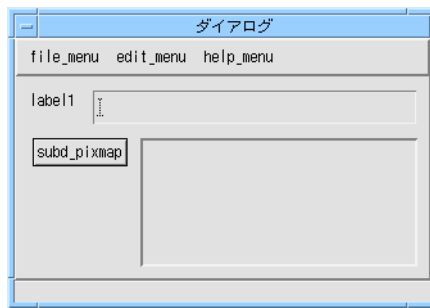 ダイアログ
file_menu edit_menu help_menu
label1
subd_pixmap